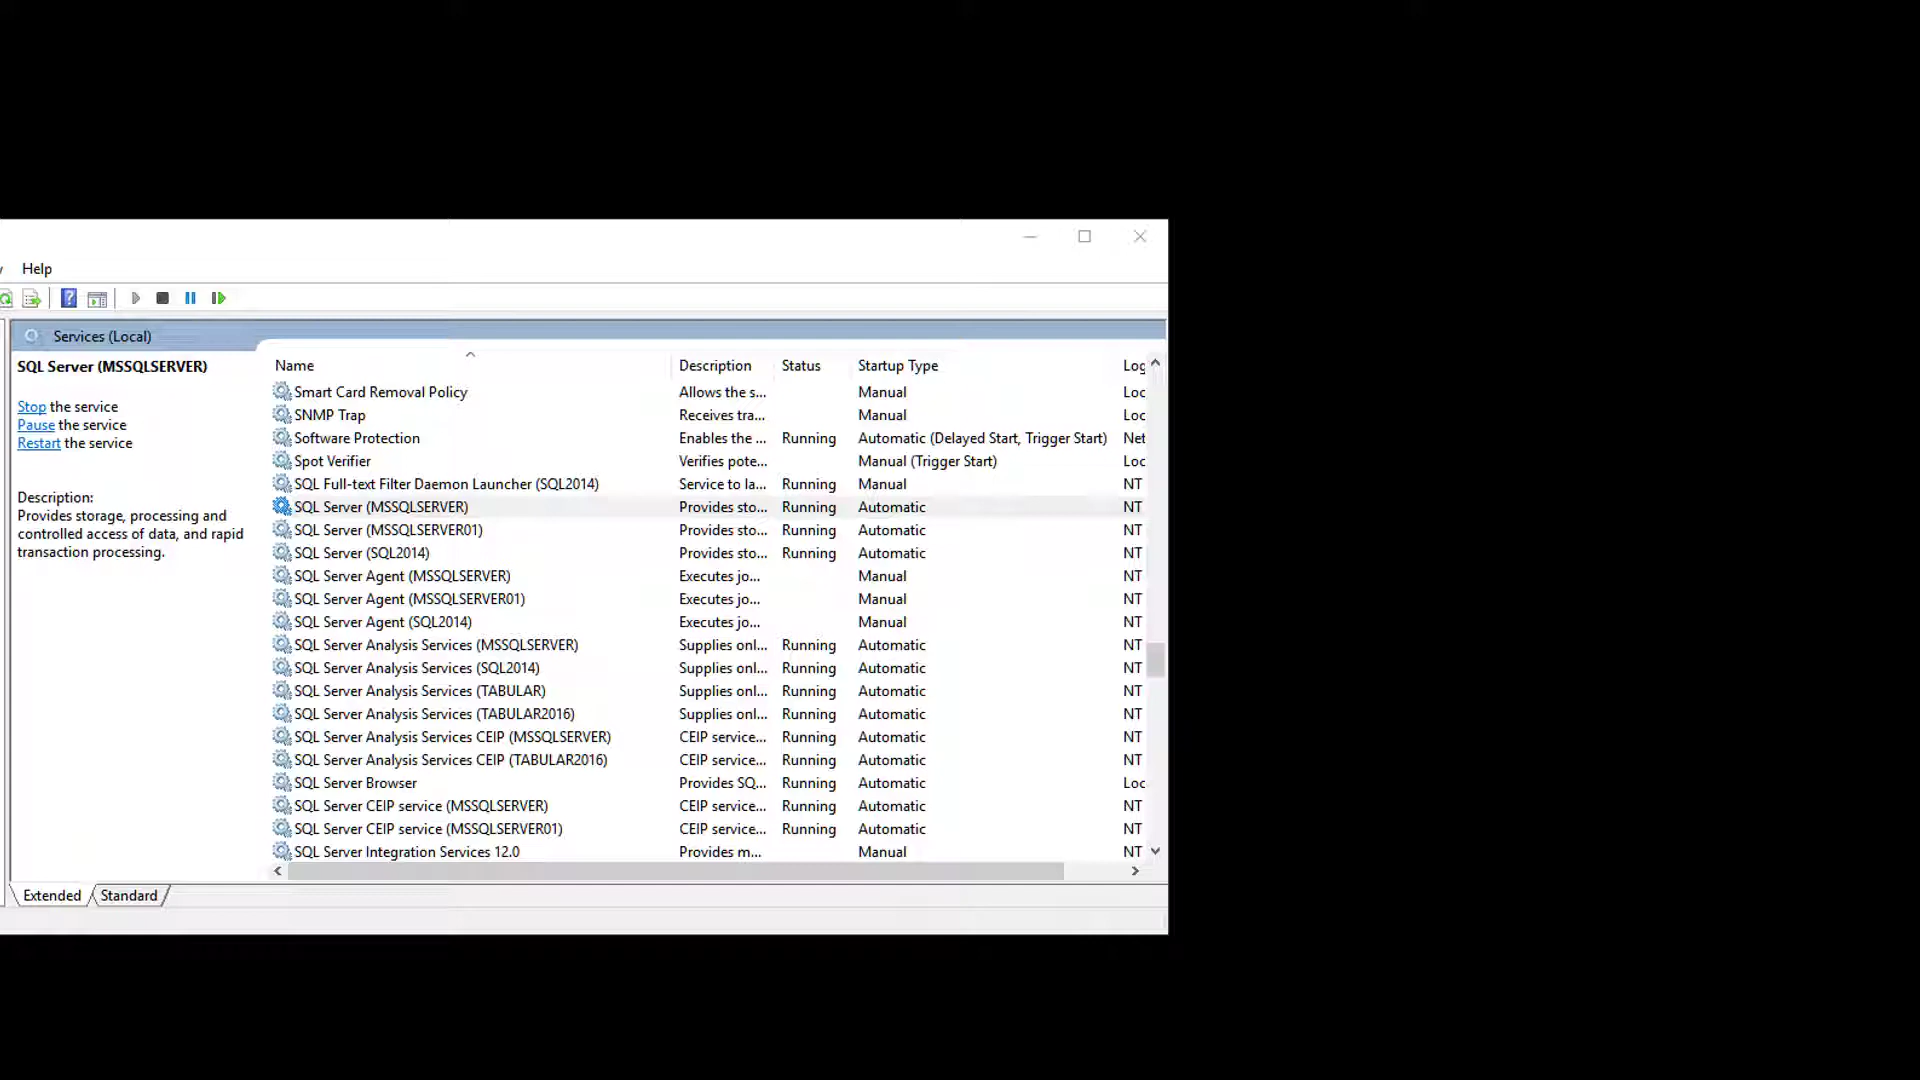 Help
Services (Local)
SQL Server (MSSQLSERVER)
Stop the service
Pause the service
Restart the service
Description:
Provides storage, processing and
controlled access of data, and rapid
transaction processing.
Name Description Status Startup Type Log
Smart Card Removal Policy Allows the s... Manual Loc
SNMP Trap Receives tra... Manual Loc
Software Protection Enables the ... Running Automatic (Delayed Start, Trigger Start) Net
Spot Verifier Verifies pote... Manual (Trigger Start) Loc
SQL Full-text Filter Daemon Launcher (SQL2014) Service to la... Running Manual NT
SQL Server (MSSQLSERVER) Provides sto... Running Automatic NT
SQL Server (MSSQLSERVER01) Provides sto... Running Automatic NT
SQL Server (SQL2014) Provides sto... Running Automatic NT
SQL Server Agent (MSSQLSERVER) Executes jo... Manual NT
SQL Server Agent (MSSQLSERVER01) Executes jo... Manual NT
SQL Server Agent (SQL2014) Executes jo... Manual NT
SQL Server Analysis Services (MSSQLSERVER) Supplies onl... Running Automatic NT
SQL Server Analysis Services (SQL2014) Supplies onl... Running Automatic NT
SQL Server Analysis Services (TABULAR) Supplies onl... Running Automatic NT
SQL Server Analysis Services (TABULAR2016) Supplies onl... Running Automatic NT
SQL Server Analysis Services CEIP (MSSQLSERVER) CEIP service... Running Automatic NT
SQL Server Analysis Services CEIP (TABULAR2016) CEIP service... Running Automatic NT
SQL Server Browser Provides SQ... Running Automatic Loc
SQL Server CEIP service (MSSQLSERVER) CEIP service... Running Automatic NT
SQL Server CEIP service (MSSQLSERVER01) CEIP service... Running Automatic NT
SQL Server Integration Services 12.0 Provides m... Manual NT
Extended Standard